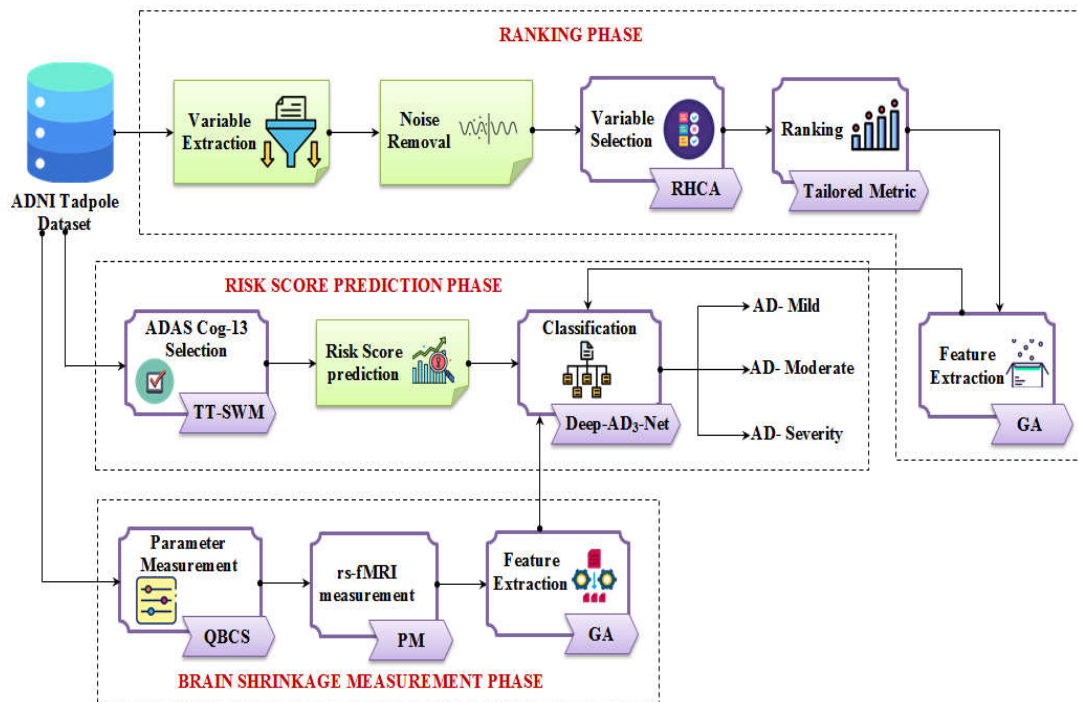 RANKING PHASE
ADNI Tadpole
Dataset
Variable
Extraction
Noise
Removal
Variable
Selection
RHCA
Ranking
Tailored Metric
RISK SCORE PREDICTION PHASE
ADAS Cog-13
Selection
TT-SWM
Risk Score
prediction
Classification
Deep-AD₃-Net
AD- Mild
AD- Moderate
AD- Severity
Feature
Extraction
GA
Parameter
Measurement
QBCS
rs-fMRI
measurement
PM
Feature
Extraction
GA
BRAIN SHRINKAGE MEASUREMENT PHASE